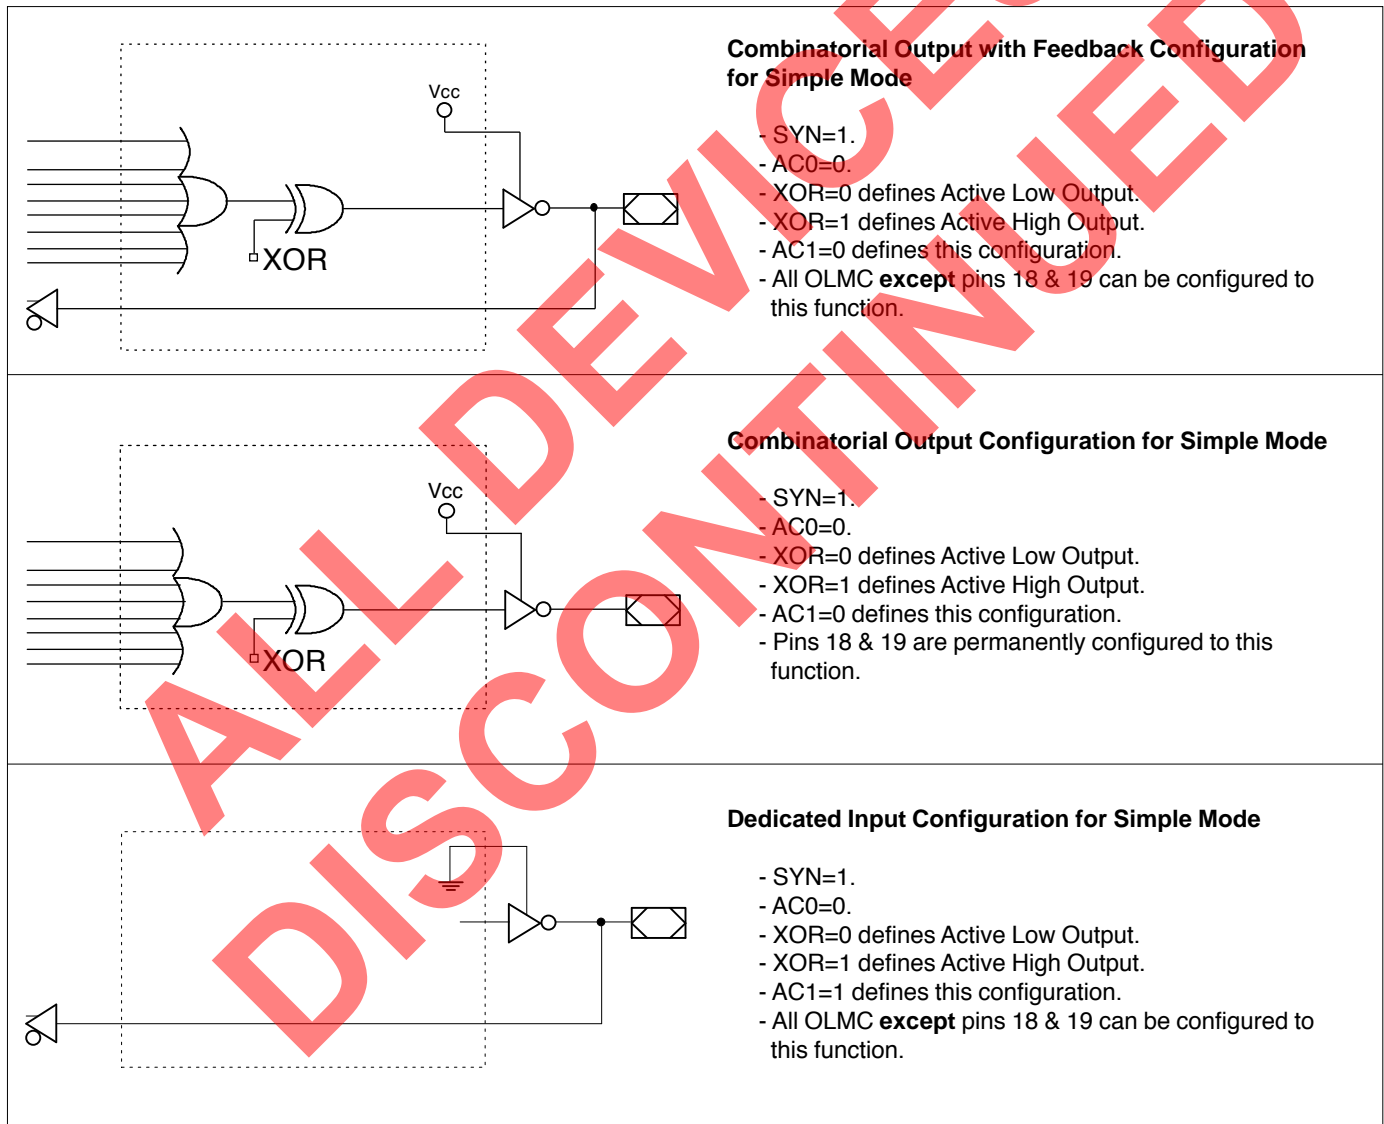 Combinatorial Output with Feedback Configuration
for Simple Mode
Vcc
- SYN=1.
- AC0=0.
- XOR=0 defines Active Low Output.
- XOR=1 defines Active High Output.
- AC1=0 defines this configuration.
- All OLMC except pins 18 & 19 can be configured to
this function.
XOR
Combinatorial Output Configuration for Simple Mode
Vcc
- SYN=1.
- AC0=0.
- XOR=0 defines Active Low Output.
- XOR=1 defines Active High Output.
- AC1=0 defines this configuration.
- Pins 18 & 19 are permanently configured to this
function.
XOR
Dedicated Input Configuration for Simple Mode
- SYN=1.
- AC0=0.
- XOR=0 defines Active Low Output.
- XOR=1 defines Active High Output.
- AC1=1 defines this configuration.
- All OLMC except pins 18 & 19 can be configured to
this function.
ALL DEVICES
DISCONTINUED